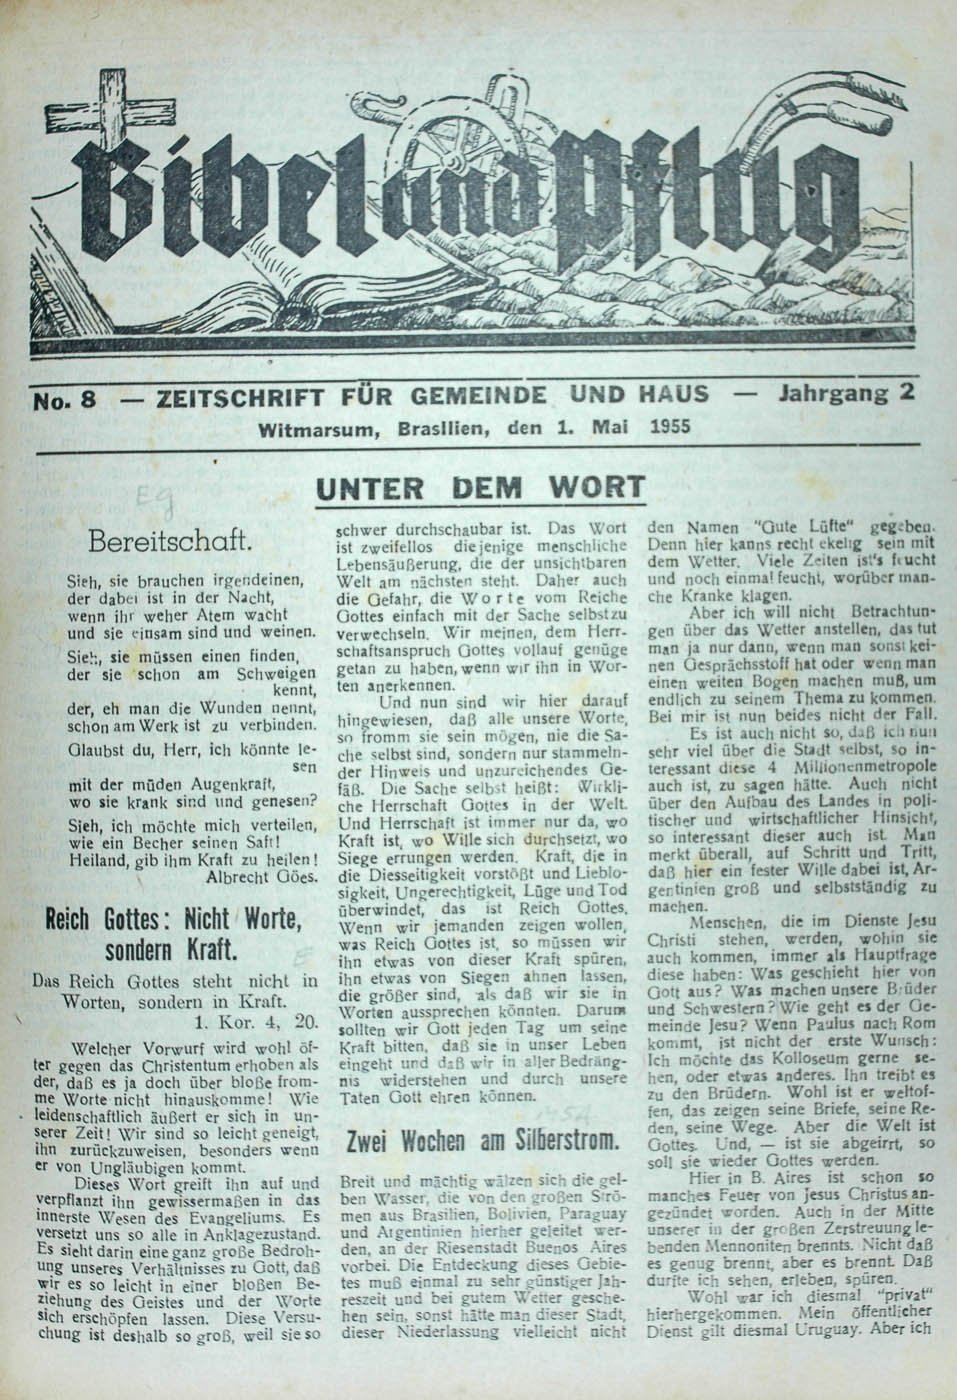 Bibel und Pflug
No. 8 — ZEITSCHRIFT FÜR GEMEINDE UND HAUS — Jahrgang 2
Witmarsum, Brasilien, den 1. Mai 1955
Eg
UNTER DEM WORT
Bereitschaft.
Sieh, sie brauchen irgendeinen,
der dabei ist in der Nacht,
wenn ihr weher Atem wacht
und sie einsam sind und weinen.
Sieh, sie müssen einen finden,
der sie schon am Schweigen
kennt,
der, eh man die Wunden nennt,
schon am Werk ist zu verbinden.
Glaubst du, Herr, ich könnte le-
sen
mit der müden Augenkraft,
wo sie krank sind und genesen?
Sieh, ich möchte mich verteilen,
wie ein Becher seinen Saft!
Heiland, gib ihm Kraft zu heilen!
Albrecht Göes.
Reich Gottes: Nicht Worte,
sondern Kraft.
Das Reich Gottes steht nicht in
Worten, sondern in Kraft.
1. Kor. 4, 20.
Welcher Vorwurf wird wohl öf-
ter gegen das Christentum erhoben als
der, daß es ja doch über bloße from-
me Worte nicht hinauskomme! Wie
leidenschaftlich äußert er sich in un-
serer Zeit! Wir sind so leicht geneigt,
ihn zurückzuweisen, besonders wenn
er von Ungläubigen kommt.
Dieses Wort greift ihn auf und
verpflanzt ihn gewissermaßen in das
innerste Wesen des Evangeliums. Es
versetzt uns so alle in Anklagezustand.
Es sieht darin eine ganz große Bedroh-
ung unseres Verhältnisses zu Gott, daß
wir es so leicht in einer bloßen Be-
ziehung des Geistes und der Worte
sich erschöpfen lassen. Diese Versu-
chung ist deshalb so groß, weil sie so
schwer durchschaubar ist. Das Wort
ist zweifellos diejenige menschliche
Lebensäußerung, die der unsichtbaren
Welt am nächsten steht. Daher auch
die Gefahr, die Worte vom Reiche
Gottes einfach mit der Sache selbst zu
verwechseln. Wir meinen, dem Herr-
schaftsanspruch Gottes vollauf genüge
getan zu haben, wenn wir ihn in Wor-
ten anerkennen.
Und nun sind wir hier darauf
hingewiesen, daß alle unsere Worte,
so fromm sie sein mögen, nie die Sa-
che selbst sind, sondern nur stammeln-
der Hinweis und unzureichendes Ge-
fäß. Die Sache selbst heißt: Wirkli-
che Herrschaft Gottes in der Welt.
Und Herrschaft ist immer nur da, wo
Kraft ist, wo Wille sich durchsetzt, wo
Siege errungen werden. Kraft, die in
die Diesseitigkeit vorstößt und Lieblo-
sigkeit, Ungerechtigkeit, Lüge und Tod
überwindet, das ist Reich Gottes.
Wenn wir jemanden zeigen wollen,
was Reich Gottes ist, so müssen wir
ihn etwas von dieser Kraft spüren,
ihn etwas von Siegen ahnen lassen,
die größer sind, als daß wir sie in
Worten aussprechen könnten. Darum
sollten wir Gott jeden Tag um seine
Kraft bitten, daß sie in unser Leben
eingeht und daß wir in aller Bedräng-
nis widerstehen und durch unsere
Taten Gott ehren können.
Zwei Wochen am Silberstrom.
Breit und mächtig wälzen sich die gel-
ben Wasser, die von den großen Strö-
men aus Brasilien, Bolivien, Paraguay
und Argentinien hierher geleitet wer-
den, an der Riesenstadt Buenos Aires
vorbei. Die Entdeckung dieses Gebie-
tes muß einmal zu sehr günstiger Jah-
reszeit und bei gutem Wetter gesche-
hen sein, sonst hätte man dieser Stadt,
dieser Niederlassung vielleicht nicht
den Namen "Gute Lüfte" gegeben.
Denn hier kanns recht ekelig sein mit
dem Wetter. Viele Zeiten ist's feucht
und noch einmal feucht, worüber man-
che Kranke klagen.
Aber ich will nicht Betrachtun-
gen über das Wetter anstellen, das tut
man ja nur dann, wenn man sonst kei-
nen Gesprächsstoff hat oder wenn man
einen weiten Bogen machen muß, um
endlich zu seinem Thema zu kommen.
Bei mir ist nun beides nicht der Fall.
Es ist auch nicht so, daß ich nun
sehr viel über die Stadt selbst, so in-
teressant diese 4 Millionenmetropole
auch ist, zu sagen hätte. Auch nicht
über den Aufbau des Landes in poli-
tischer und wirtschaftlicher Hinsicht,
so interessant dieser auch ist. Man
merkt überall, auf Schritt und Tritt,
daß hier ein fester Wille dabei ist, Ar-
gentinien groß und selbstständig zu
machen.
Menschen, die im Dienste Jesu
Christi stehen, werden, wohin sie
auch kommen, immer als Hauptfrage
diese haben: Was geschieht hier von
Gott aus? Was machen unsere Brüder
und Schwestern? Wie geht es der Ge-
meinde Jesu? Wenn Paulus nach Rom
kommt, ist nicht der erste Wunsch:
Ich möchte das Kolloseum gerne se-
hen, oder etwas anderes. Ihn treibt es
zu den Brüdern. Wohl ist er weltof-
fen, das zeigen seine Briefe, seine Re-
den, seine Wege. Aber die Welt ist
Gottes. Und, — ist sie abgeirrt, so
soll sie wieder Gottes werden.
Hier in B. Aires ist schon so
manches Feuer von Jesus Christus an-
gezündet worden. Auch in der Mitte
unserer in der großen Zerstreuung le-
benden Mennoniten brennts. Nicht daß
es genug brennt, aber es brennt. Daß
durfte ich sehen, erleben, spüren.
Wohl war ich diesmal "privat"
hierhergekommen. Mein öffentlicher
Dienst gilt diesmal Uruguay. Aber ich